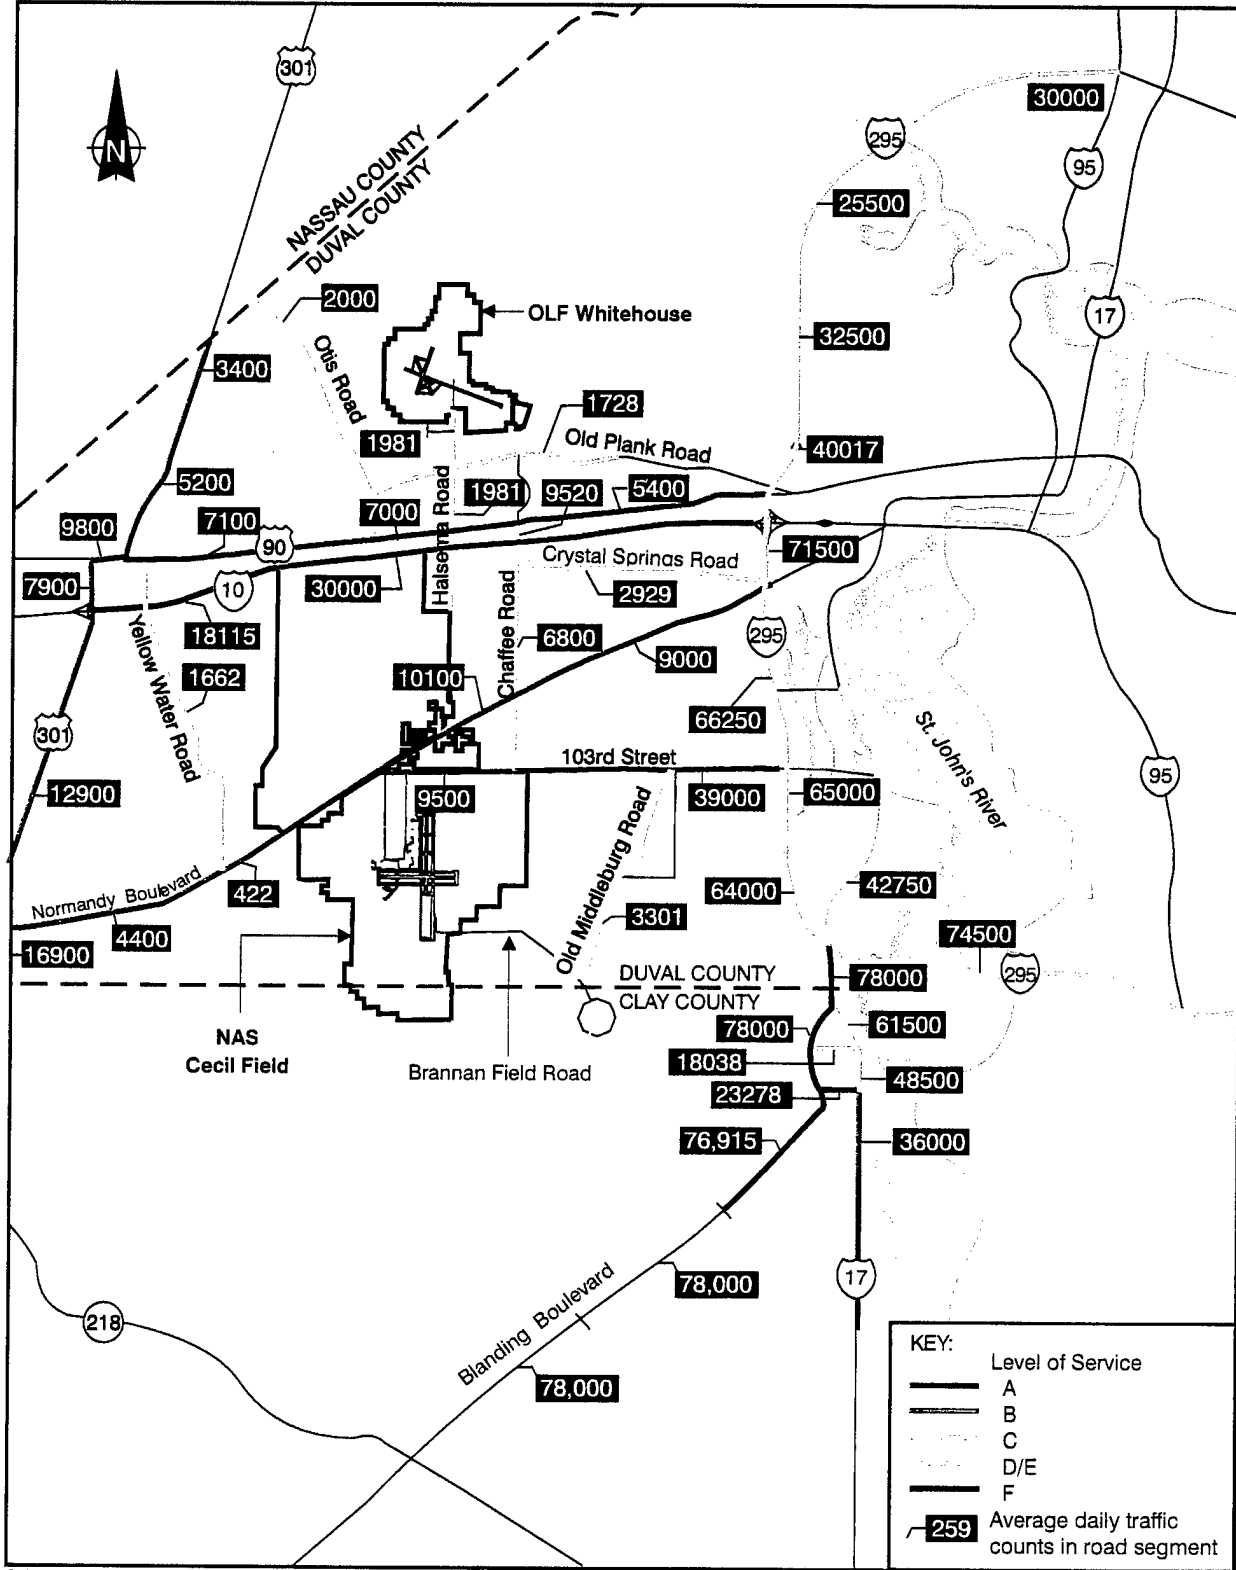 301
30000
N
295
95
NASSAU COUNTY
DUVAL COUNTY
25500
2000
OLF Whitehouse
17
32500
Otis Road
3400
1728
1981
Old Plank Road
40017
5200
Halsema Road
1981
9520
5400
9800
7100
7000
90
71500
Crystal Springs Road
7900
10
30000
2929
Chaffee Road
18115
6800
295
9000
Yellow Water Road
1662
10100
66250
St. John's River
301
103rd Street
95
12900
9500
39000
65000
Old Middleburg Road
Normandy Boulevard
422
64000
42750
4400
3301
74500
16900
DUVAL COUNTY
78000
295
CLAY COUNTY
78000
61500
NAS
Cecil Field
18038
Brannan Field Road
48500
23278
76,915
36000
17
78,000
218
Blanding Boulevard
78,000
KEY:
Level of Service
A
B
C
D/E
F
259
Average daily traffic
counts in road segment